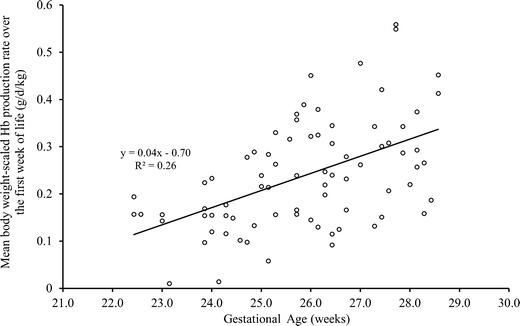 Mean body weight-scaled Hb production rate over
the first week of life (g/d/kg)
0.6
0.5
0.4
0.3
0.2
0.1
0
y = 0.04x - 0.70
R² = 0.26
21.0 22.0 23.0 24.0 25.0 26.0 27.0 28.0 29.0 30.0
Gestational Age (weeks)